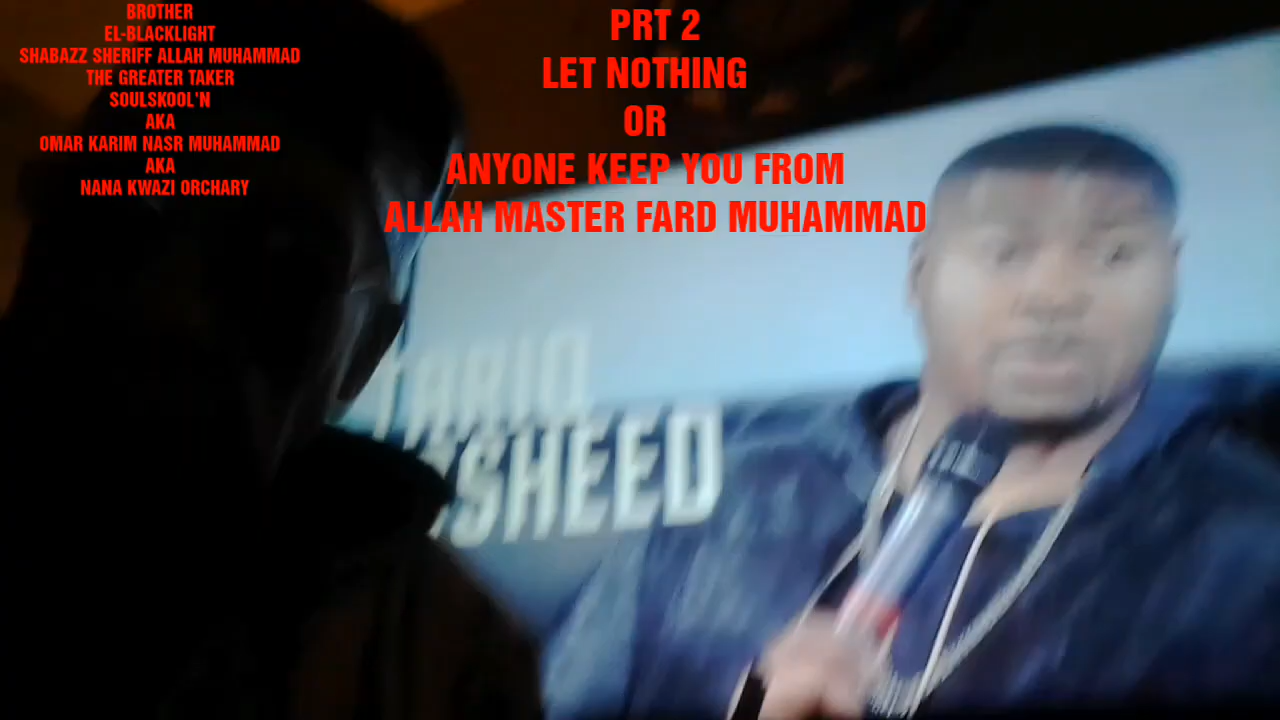 BROTHER
EL-BLACKLIGHT
SHABAZZ SHERIFF ALLAH MUHAMMAD
THE GREATER TAKER
SOULSKOOL'N
AKA
OMAR KARIM NASR MUHAMMAD
AKA
NANA KWAZI ORCHARY
PRT 2
LET NOTHING
OR
ANYONE KEEP YOU FROM
ALLAH MASTER FARD MUHAMMAD
TARIQ